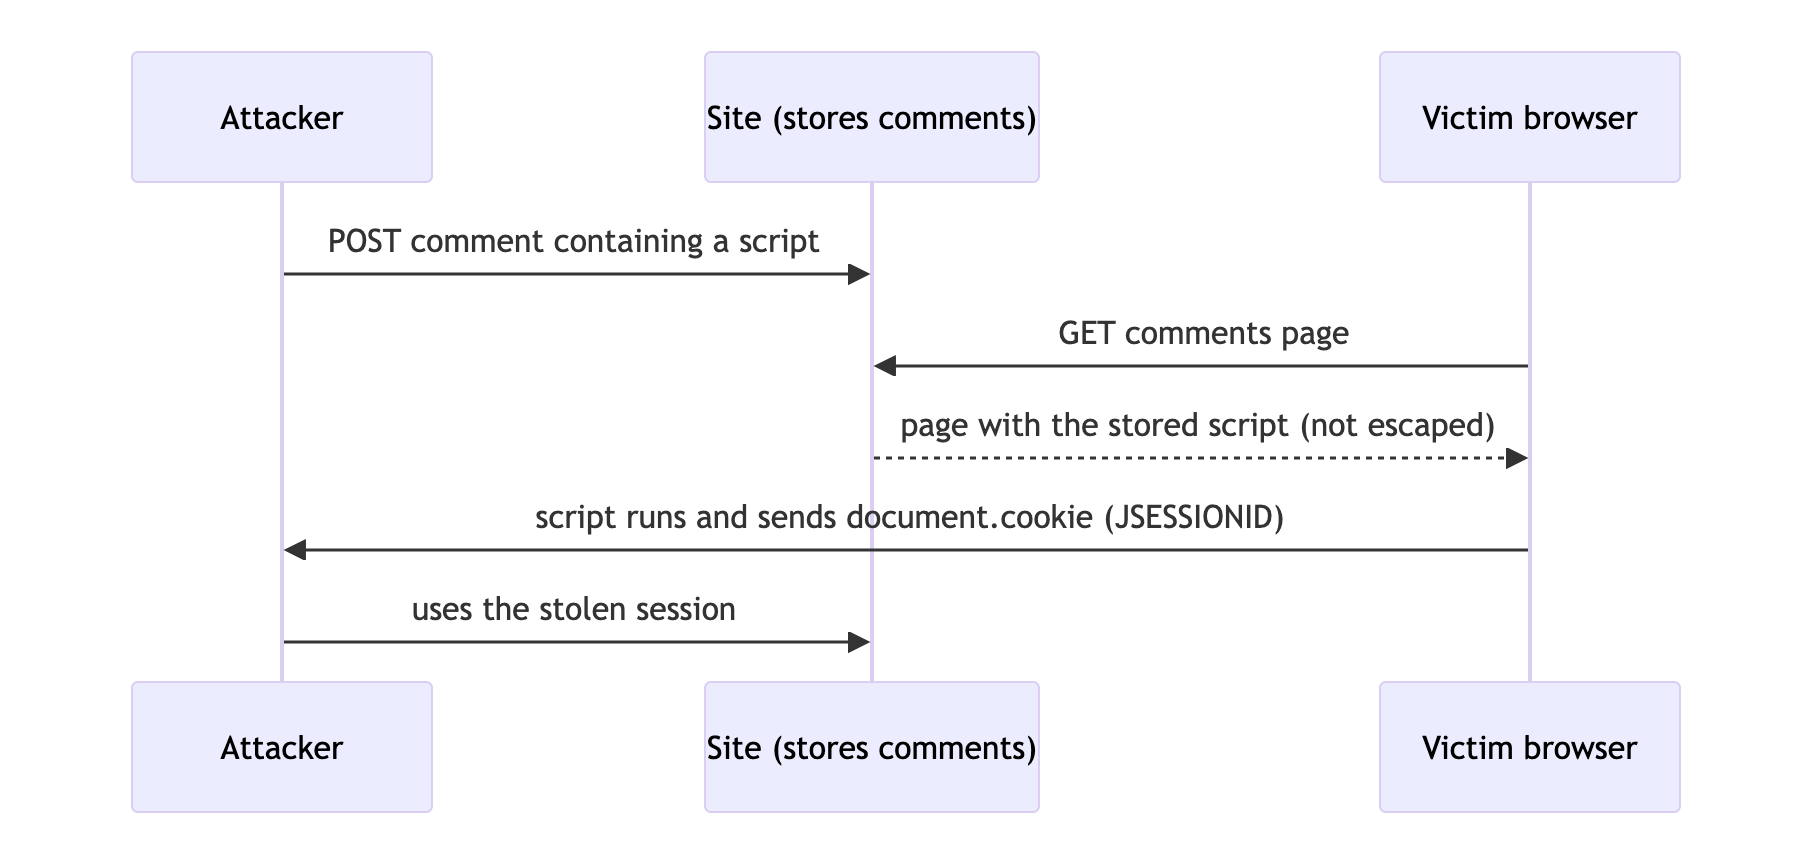 Attacker
Site (stores comments)
Victim browser
POST comment containing a script
GET comments page
page with the stored script (not escaped)
script runs and sends document.cookie (JSESSIONID)
uses the stolen session
Attacker
Site (stores comments)
Victim browser